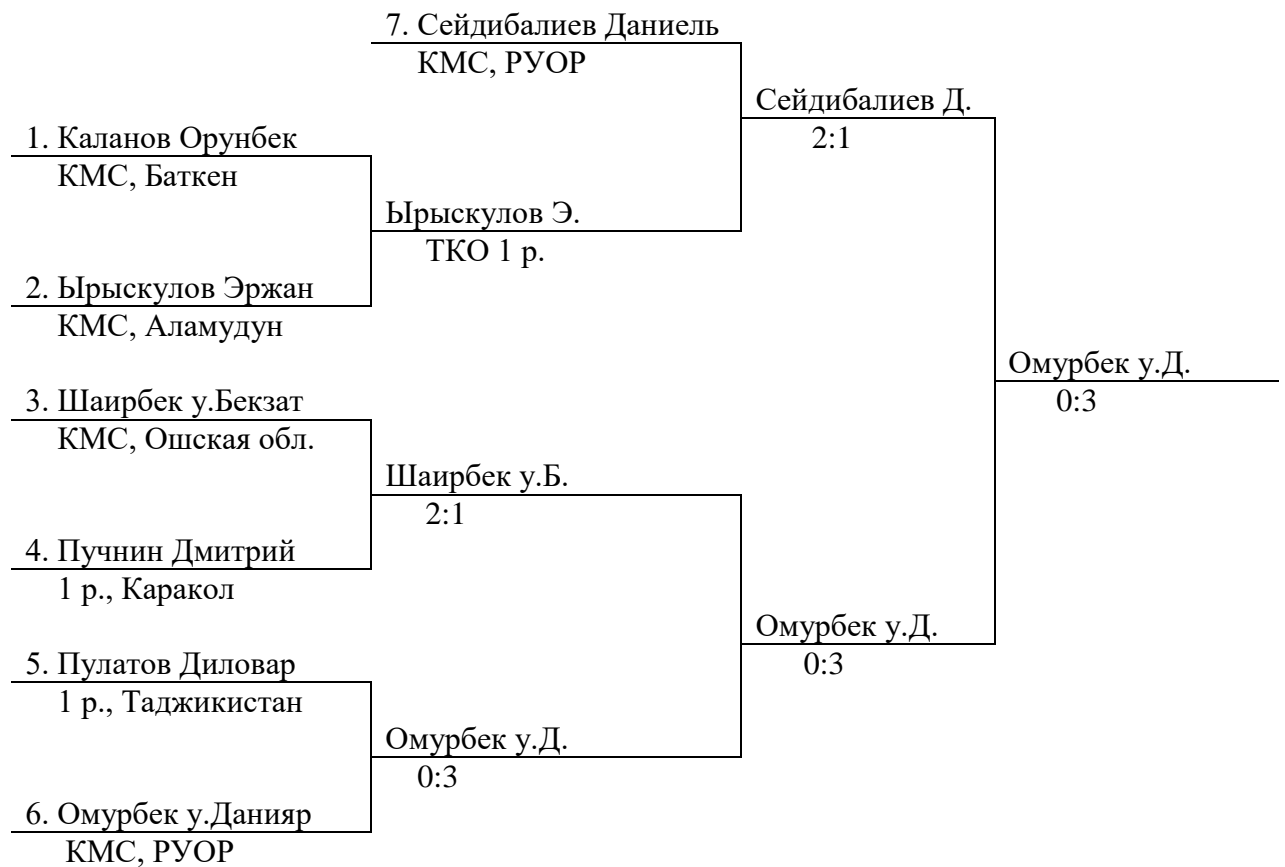 7. Сейдибалиев Даниель
КМС, РУОР
Сейдибалиев Д.
2:1
1. Каланов Орунбек
КМС, Баткен
Ырыскулов Э.
ТКО 1 р.
2. Ырыскулов Эржан
КМС, Аламудун
Омурбек у.Д.
0:3
3. Шаирбек у.Бекзат
КМС, Ошская обл.
Шаирбек у.Б.
2:1
4. Пучнин Дмитрий
1 р., Каракол
Омурбек у.Д.
0:3
5. Пулатов Диловар
1 р., Таджикистан
Омурбек у.Д.
0:3
6. Омурбек у.Данияр
КМС, РУОР